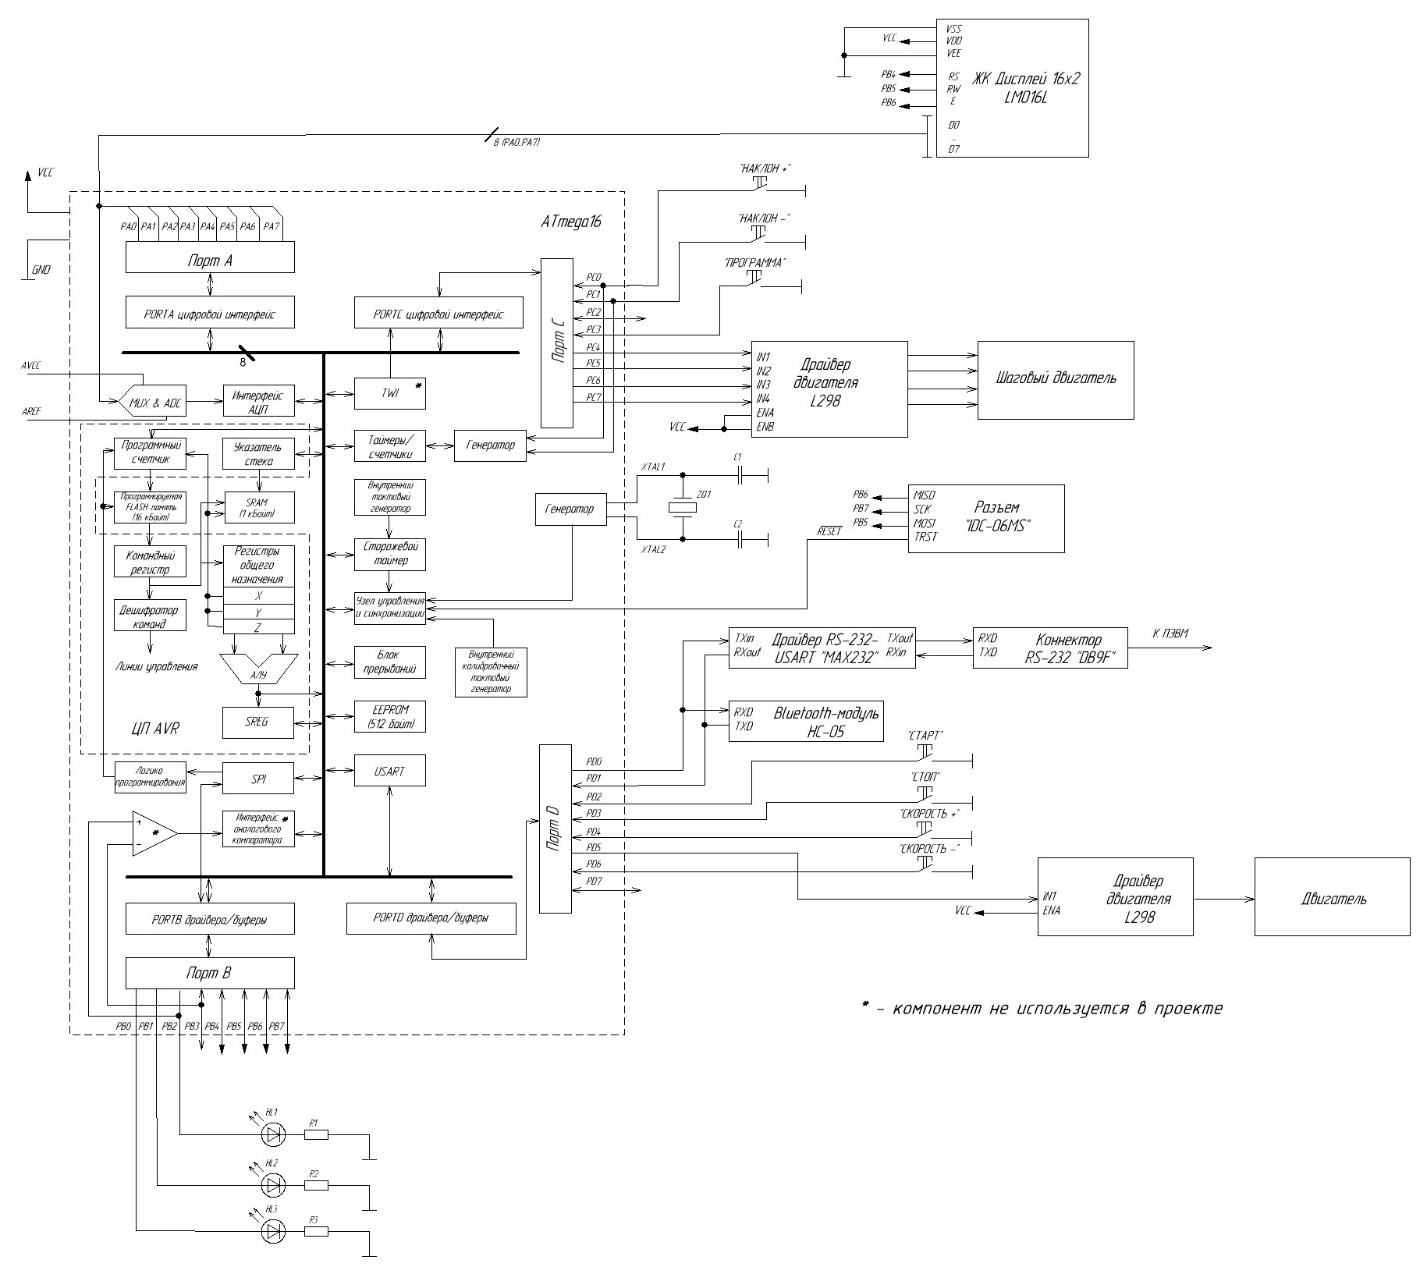 VSS
VCC
VDD
VEE
PB4
RS
PB5
RW
PB6
E
ЖК Дисплей 16x2
LM016L
D0
...
D7
8 (PA0..PA7)
VCC
GND
ATmega16
PA0
PA1
PA2
PA3
PA4
PA5
PA6
PA7
Порт A
PORTA цифровой интерфейс
8
PORTC цифровой интерфейс
Порт C
PC0
PC1
PC2
PC3
PC4
PC5
PC6
PC7
"НАКЛОН +"
"НАКЛОН -"
"ПРОГРАММА"
IN1
IN2
IN3
IN4
ENA
ENB
VCC
Драйвер
двигателя
L298
Шаговый двигатель
AVCC
AREF
MUX & ADC
Интерфейс
АЦП
TWI
*
Программный
счетчик
Указатель
стека
Таймеры/
счетчики
Генератор
Программируемая
FLASH-память
(16 кБайт)
SRAM
(1 кБайт)
Внутренний
тактовый
генератор
Генератор
XTAL1
XTAL2
ZQ1
C1
C2
RESET
PB6
MISO
PB7
SCK
PB5
MOSI
TRST
Разъем
"IDC-06MS"
Командный
регистр
Регистры
общего
назначения
X
Y
Z
Сторожевой
таймер
Дешифратор
команд
Узел управления
и синхронизации
Линии управления
АЛУ
Блок
прерываний
Внутренний
калибровочный
тактовый
генератор
ЦП AVR
SREG
EEPROM
(512 байт)
Логика
программирования
SPI
USART
+
-
*
Интерфейс *
аналогового
компаратора
TXin
RXout
Драйвер RS-232-
USART "MAX232"
TXout
RXin
RXD
TXD
Коннектор
RS-232 "DB9F"
К ПЭВМ
RXD
TXD
Bluetooth-модуль
HC-05
Порт D
PD0
PD1
PD2
PD3
PD4
PD5
PD6
PD7
"СТАРТ"
"СТОП"
"СКОРОСТЬ +"
"СКОРОСТЬ -"
VCC
IN1
ENA
Драйвер
двигателя
L298
Двигатель
PORTB драйвера/буферы
PORTD драйвера/буферы
Порт B
PB0
PB1
PB2
PB3
PB4
PB5
PB6
PB7
* - компонент не используется в проекте
HL1
R1
HL2
R2
HL3
R3